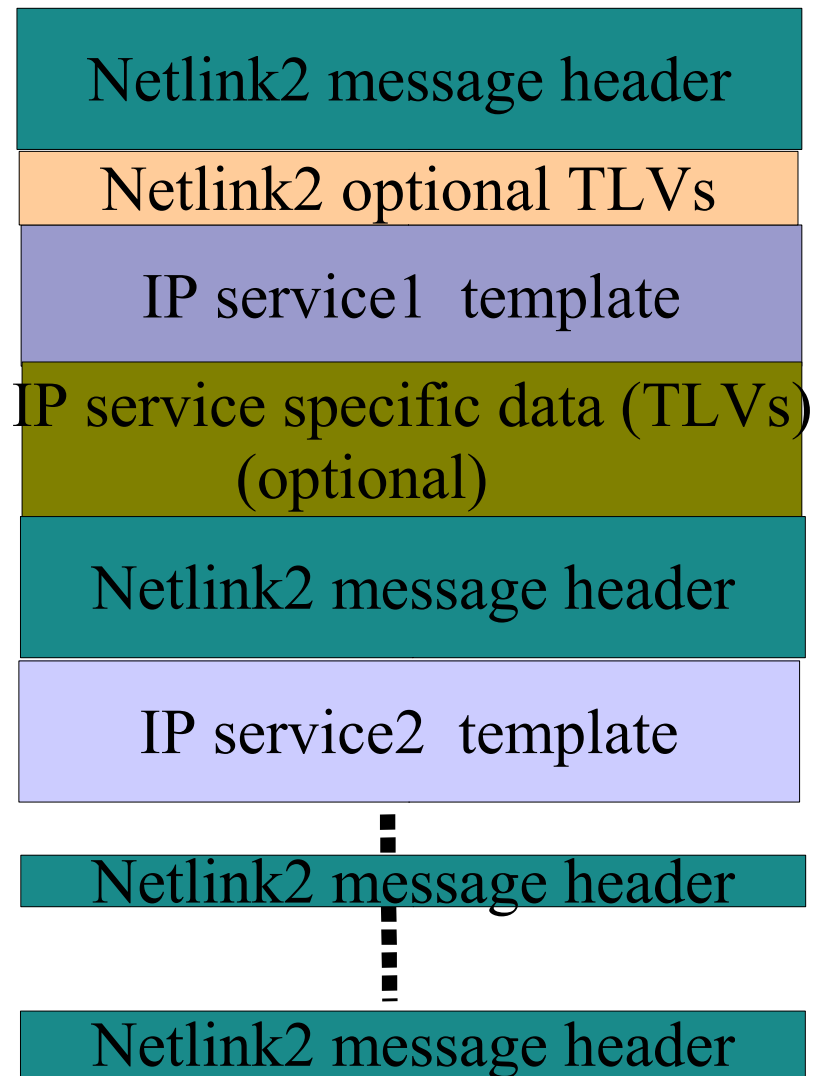 Netlink2 message header
Netlink2 optional TLVs
IP service1  template
IP service specific data (TLVs)
(optional)
Netlink2 message header
IP service2  template
Netlink2 message header
Netlink2 message header